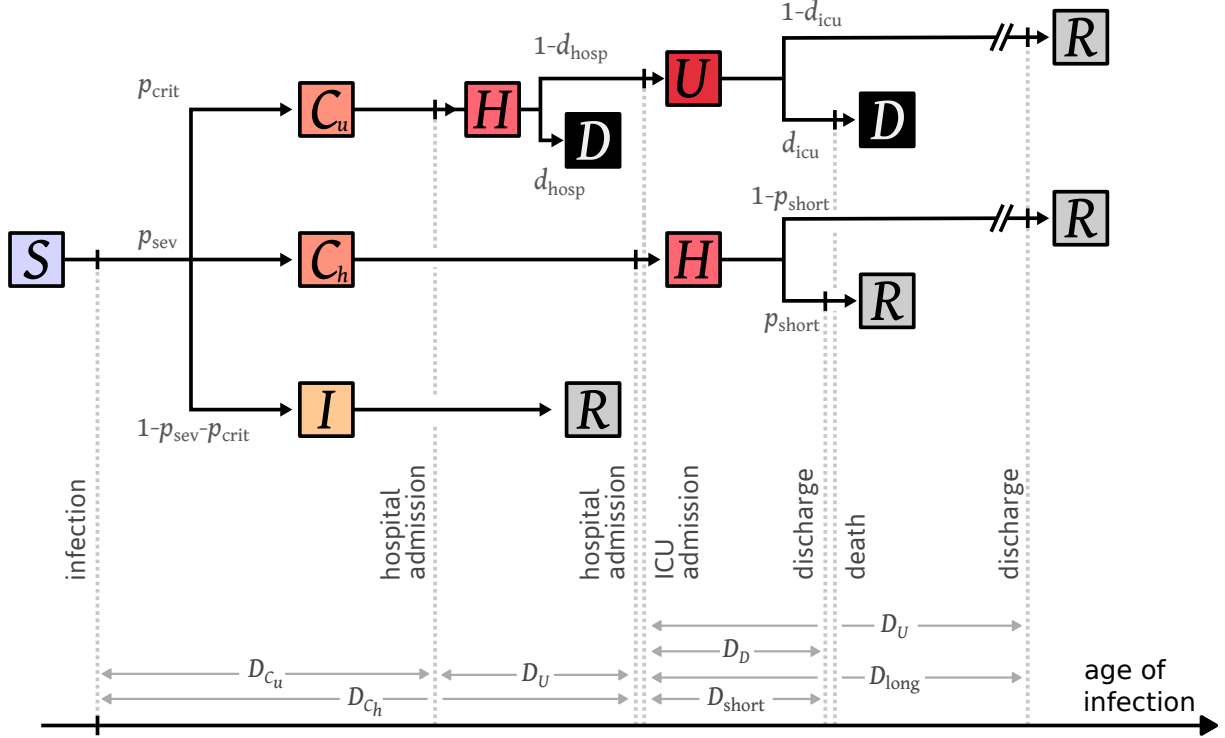 1-d_icu
R
1-d_hosp
U
p_crit
C_u
H
D
D
d_icu
d_hosp
1-p_short
R
p_sev
S
C_h
H
R
p_short
I
R
1-p_sev-p_crit
infection
hospital
admission
hospital
admission
ICU
admission
discharge
death
discharge
D_U
D_D
D_C_u
D_U
D_long
D_C_h
D_short
age of
infection